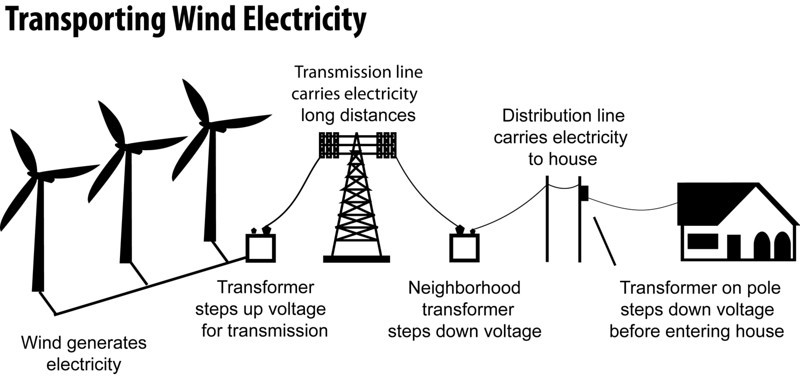 Transporting Wind Electricity
Transmission line
carries electricity
long distances
Distribution line
carries electricity
to house
Wind generates
electricity
Transformer
steps up voltage
for transmission
Neighborhood
transformer
steps down voltage
Transformer on pole
steps down voltage
before entering house